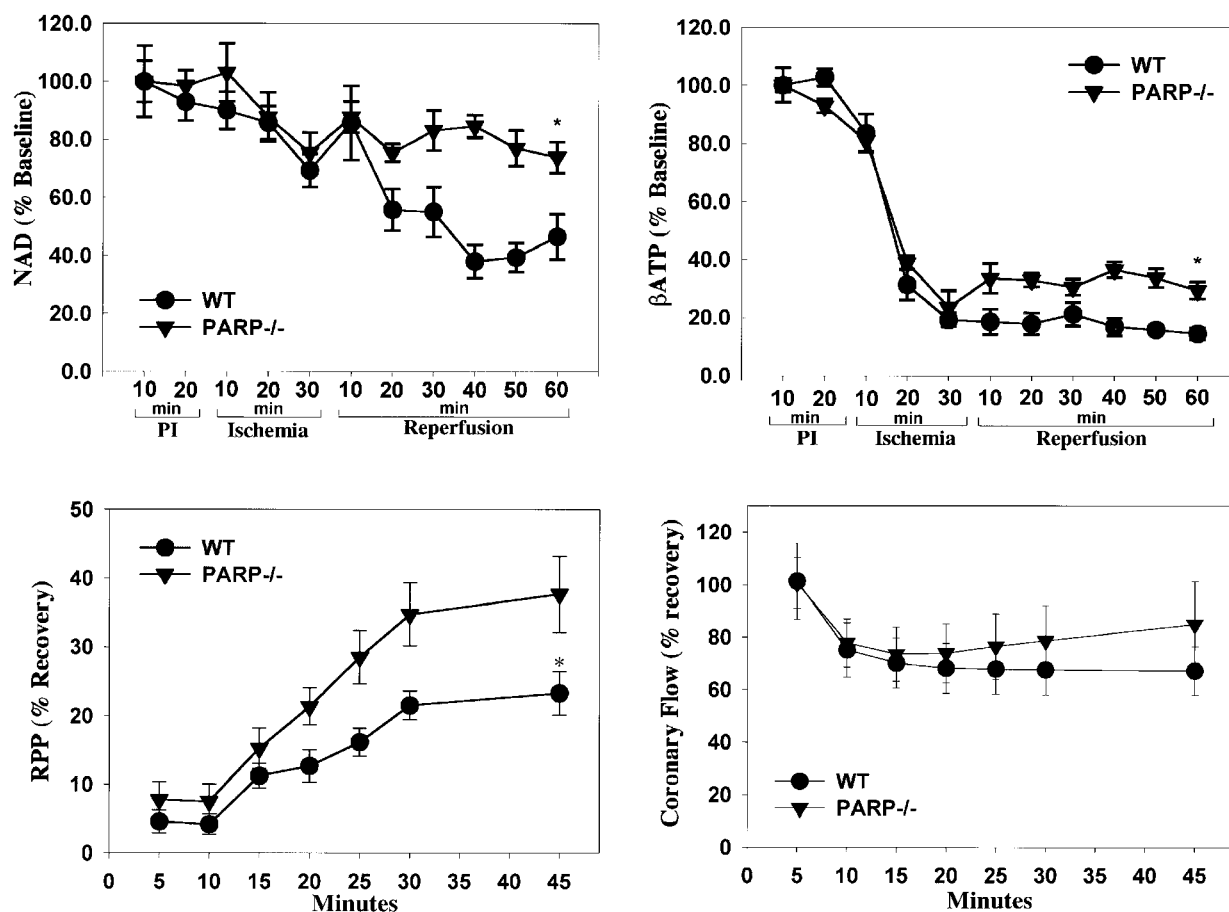 NAD (% Baseline)
120.0
100.0
80.0
60.0
40.0
20.0
0.0
*
WT
PARP-/-
10 20 10 20 30 10 20 30 40 50 60
min min min
PI Ischemia Reperfusion
βATP (% Baseline)
120.0
100.0
80.0
60.0
40.0
20.0
0.0
WT
PARP-/-
*
10 20 10 20 30 10 20 30 40 50 60
min min min
PI Ischemia Reperfusion
RPP (% Recovery)
50
40
30
20
10
0
WT
PARP-/-
*
0 5 10 15 20 25 30 35 40 45
Minutes
Coronary Flow (% recovery)
120
100
80
60
40
20
0
WT
PARP-/-
0 5 10 15 20 25 30 35 40 45
Minutes